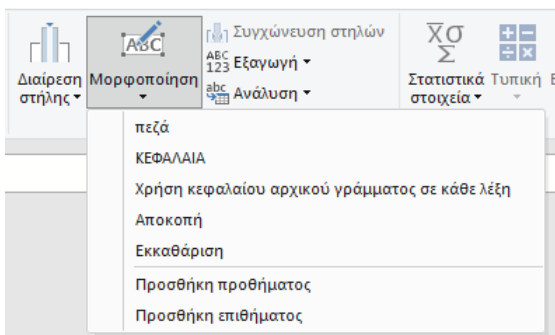 ABC
Συγχώνευση στηλών
ABC
123 Εξαγωγή
abc Ανάλυση
Διαίρεση στήλης
Μορφοποίηση
X̅σ
Σ
Στατιστικά στοιχεία
Τυπική
πεζά
ΚΕΦΑΛΑΙΑ
Χρήση κεφαλαίου αρχικού γράμματος σε κάθε λέξη
Αποκοπή
Εκκαθάριση
Προσθήκη προθήματος
Προσθήκη επιθήματος